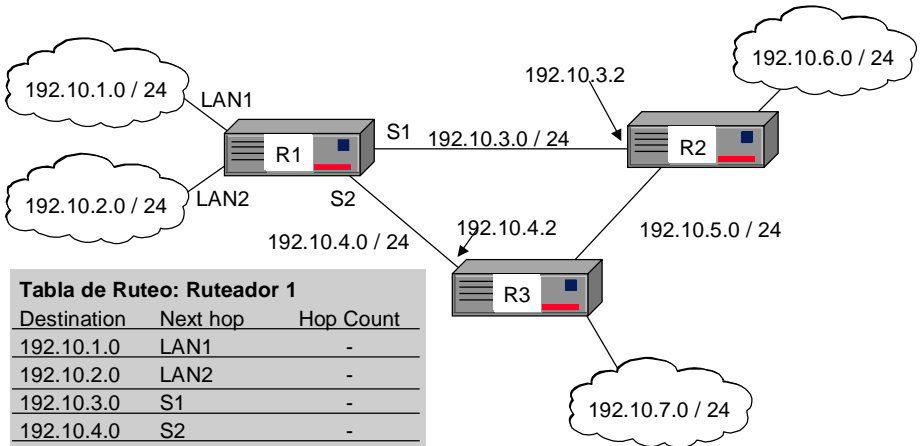 192.10.6.0 / 24
192.10.3.2
192.10.1.0 / 24
LAN1
S1
192.10.3.0 / 24
R1
R2
192.10.2.0 / 24
LAN2
S2
192.10.4.0 / 24
192.10.4.2
192.10.5.0 / 24
R3
Tabla de Ruteo: Ruteador 1
Destination Next hop Hop Count
192.10.1.0 LAN1 -
192.10.2.0 LAN2 -
192.10.3.0 S1 -
192.10.4.0 S2 -
192.10.7.0 / 24